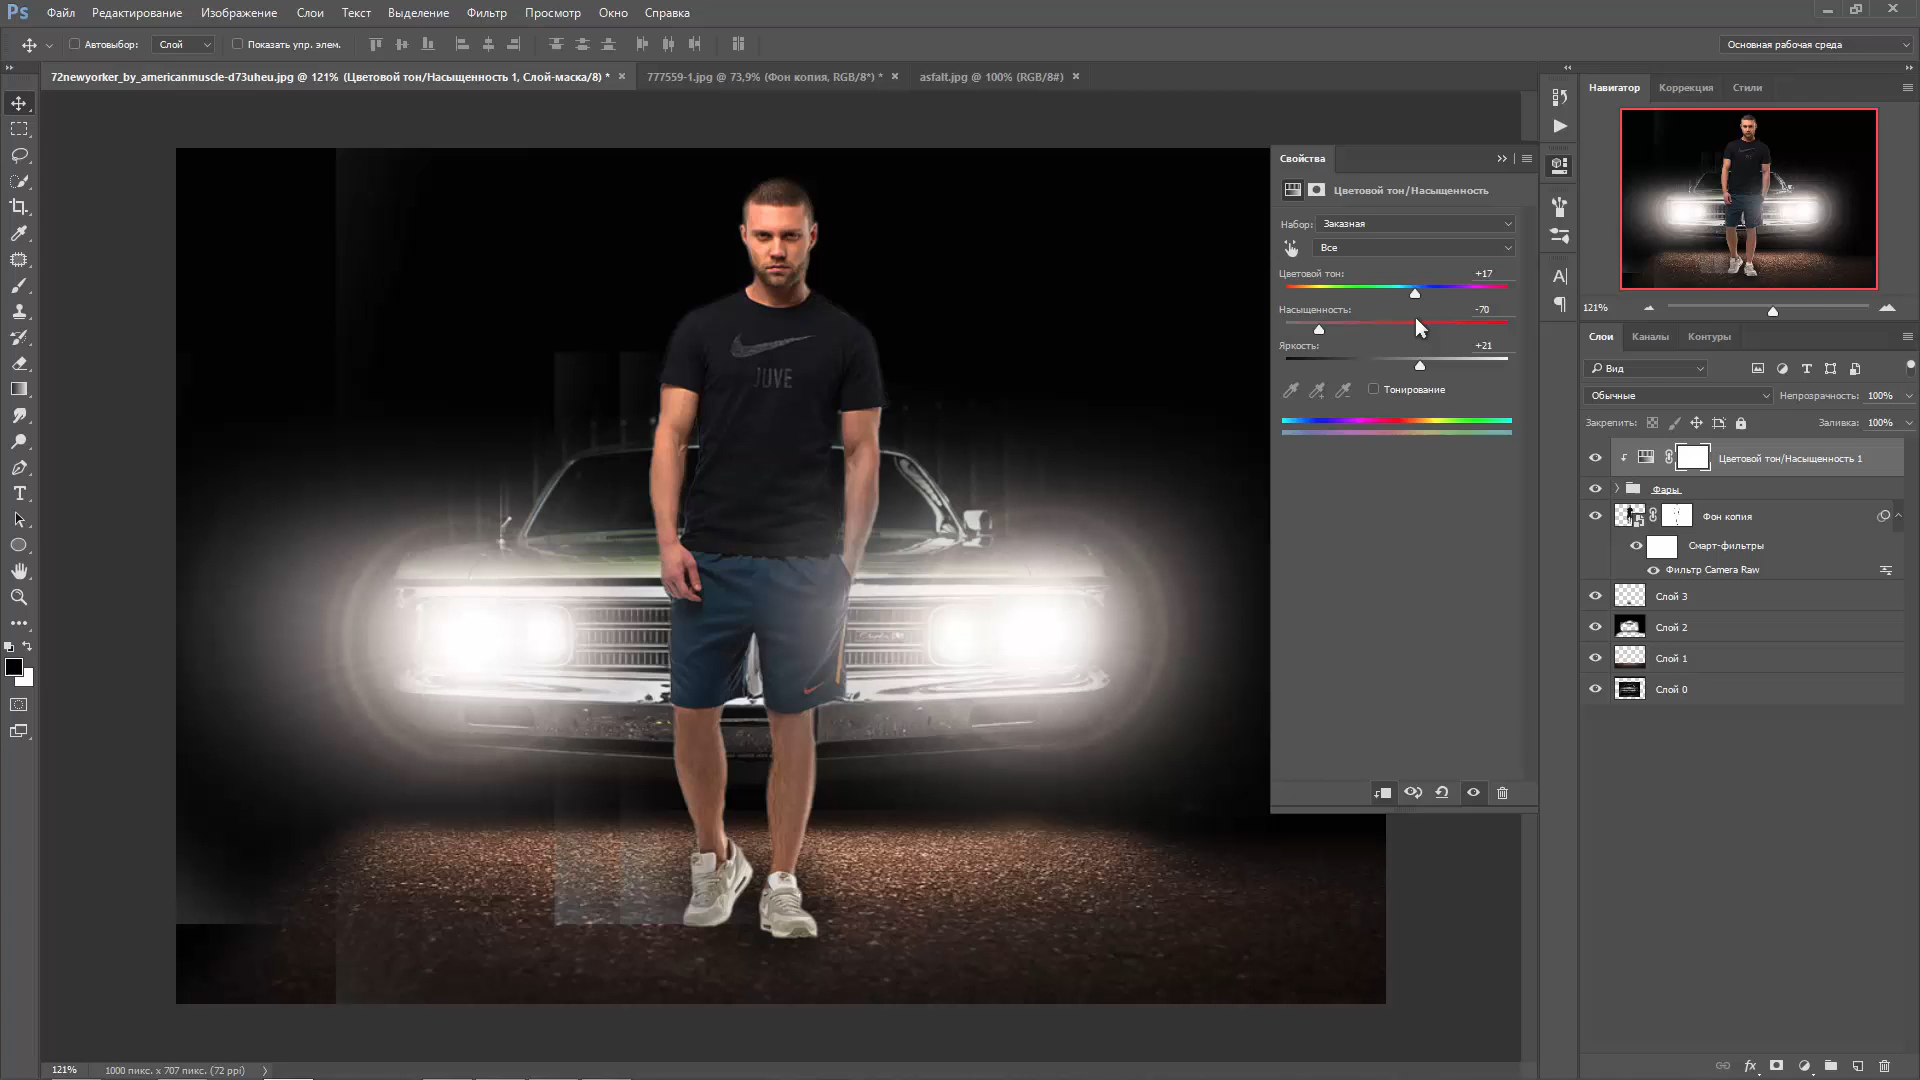 Ps Файл Редактирование Изображение Слои Текст Выделение Фильтр Просмотр Окно Справка
Автовыбор: Слой Показать упр. элем. Основная рабочая среда
72newyorker_by_americanmuscle-d73uheu.jpg @ 121% (Цветовой тон/Насыщенность 1, Слой-маска/8) * × 777559-1.jpg @ 73,9% (Фон копия, RGB/8*) * × asfalt.jpg @ 100% (RGB/8#) ×
Навигатор Коррекция Стили
121%
Свойства
Цветовой тон/Насыщенность
Набор: Заказная
Все
Цветовой тон: +17
Насыщенность: -70
Яркость: +21
Тонирование
JUVE
Слои Каналы Контуры
Вид
Обычные Непрозрачность: 100%
Закрепить: Заливка: 100%
Цветовой тон/Насыщенность 1
Фары
Фон копия
Смарт-фильтры
Фильтр Camera Raw
Слой 3
Слой 2
Слой 1
Слой 0
121% 1000 пикс. x 707 пикс. (72 ppi)